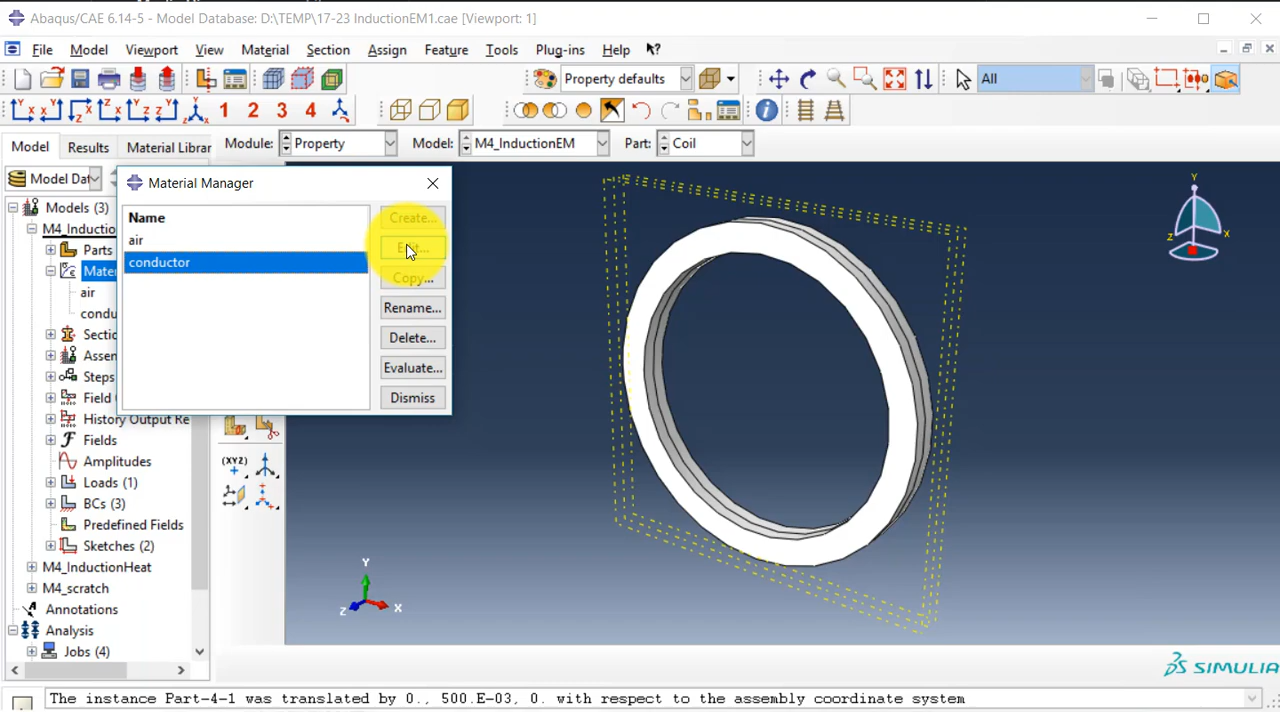 Abaqus/CAE 6.14-5 - Model Database: D:\TEMP\17-23 InductionEM1.cae [Viewport: 1]
File Model Viewport View Material Section Assign Feature Tools Plug-ins Help
Property defaults All
1 2 3 4
Model Results Material Librar Module: Property Model: M4_InductionEM Part: Coil
Model Dat
Material Manager
Models (3)
M4_Inductio
Parts
Mater
air
condu
Sectio
Assem
Steps
Field
History Output Re
Fields
Amplitudes
Loads (1)
BCs (3)
Predefined Fields
Sketches (2)
M4_InductionHeat
M4_scratch
Annotations
Analysis
Jobs (4)
Name
air
conductor
Create...
Edit...
Copy...
Rename...
Delete...
Evaluate...
Dismiss
(XYZ)
Y
Z X
Y
Z X
SIMULIA
The instance Part-4-1 was translated by 0., 500.E-03, 0. with respect to the assembly coordinate system